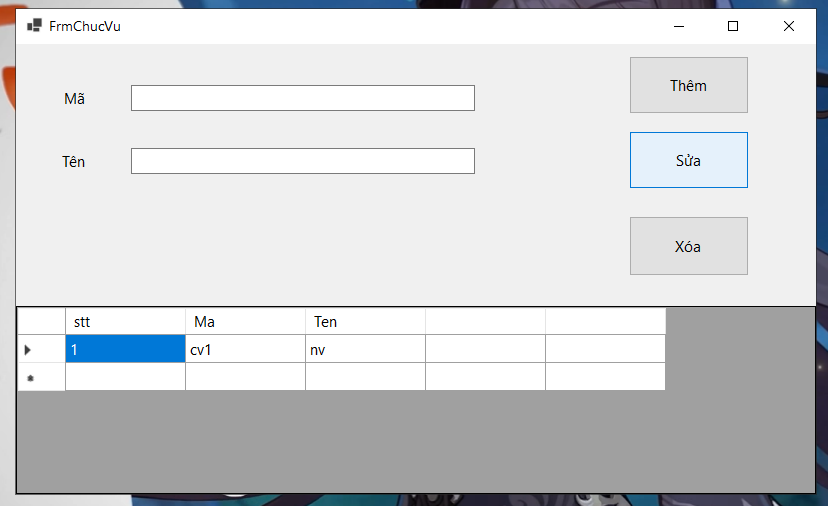 FrmChucVu
Mã
Thêm
Tên
Sửa
Xóa
stt Ma Ten
1 cv1 nv